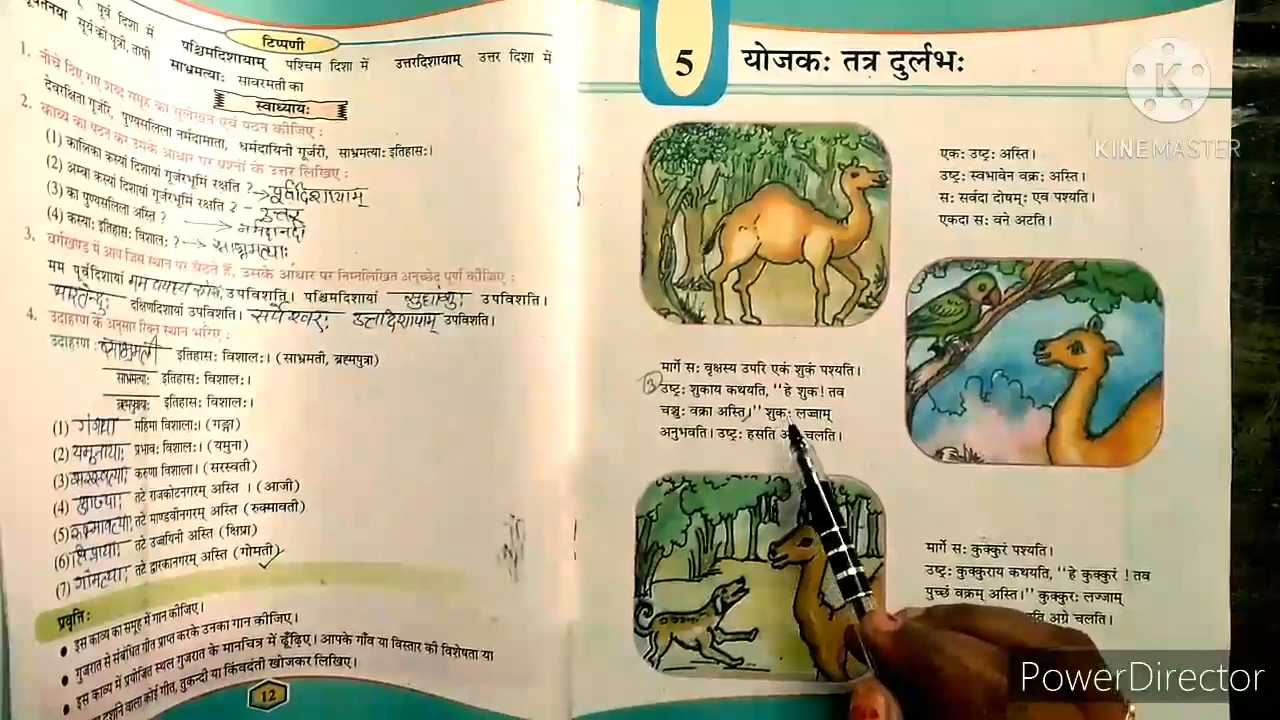 पूर्व दिशा में
सूर्य की पुत्री, तापी
टिप्पणी
पश्चिमदिशायाम् पश्चिम दिशा में उत्तरदिशायाम् उत्तर दिशा में
साभ्रमत्याः साबरमती का
स्वाध्यायः
1. नीचे दिए गए शब्द समूह का सुलेखन एवं पठन कीजिए :
देवरक्षिता गूर्जरि, पुण्यसलिला नर्मदामाता, धर्मदायिनी गूर्जरी, साभ्रमत्याः इतिहासः।
2. काव्य का पठन कर उसके आधार पर प्रश्नों के उत्तर लिखिए :
(1) कालिका कस्यां दिशायां गूर्जरभूमिं रक्षति ? → पूर्वदिशायाम्
(2) अम्बा कस्यां दिशायां गूर्जरभूमिं रक्षति ? - उत्तर
(3) का पुण्यसलिला अस्ति ? → नर्मदानदी
(4) कस्याः इतिहासः विशालः ? → साभ्रमत्याः
3. वर्गखण्ड में आप जिस स्थान पर बैठते हैं, उसके आधार पर निम्नलिखित अनुच्छेद पूर्ण कीजिए :
मम पूर्वदिशायां उपविशति। पश्चिमदिशायां उपविशति।
दक्षिणदिशायां उपविशति। उत्तरदिशायाम् उपविशति।
4. उदाहरण के अनुसार रिक्त स्थान भरिए :
उदाहरण : साभ्रमती इतिहासः विशालः। (साभ्रमती, ब्रह्मपुत्रा)
साभ्रमत्याः इतिहासः विशालः।
इतिहासः विशालः।
(1) महिमा विशालः। (गङ्गा)
(2) यमुनायाः प्रभावः विशालः। (यमुना)
(3) सरस्वत्याः करुणा विशाला। (सरस्वती)
(4) तटे राजकोटनगरम् अस्ति । (आजी)
(5) तटे माण्डवीनगरम् अस्ति (रुक्मावती)
(6) क्षिप्रायाः तटे उज्जयिनी अस्ति (क्षिप्रा)
(7) गोमत्याः तटे द्वारकानगरम् अस्ति (गोमती)
प्रवृत्ति :
• इस काव्य का समूह में गान कीजिए।
• गुजरात से संबंधित गीत प्राप्त करके उनका गान कीजिए।
• इस काव्य में प्रयोजित स्थल गुजरात के मानचित्र में ढूँढ़िए। आपके गाँव या विस्तार की विशेषता या
वाला कोई गीत, तुकन्दी या किंवदंती खोजकर लिखिए।
12
5 योजकः तत्र दुर्लभः
K
KINEMASTER
एकः उष्ट्रः अस्ति।
उष्ट्रः स्वभावेन वक्रः अस्ति।
सः सर्वदा दोषम् एव पश्यति।
एकदा सः वने अटति।
मार्गे सः वृक्षस्य उपरि एकं शुकं पश्यति।
उष्ट्रः शुकाय कथयति, "हे शुक! तव
चञ्चुः वक्रा अस्ति।" शुकः लज्जाम्
अनुभवति। उष्ट्रः हसति चलति।
मार्गे सः कुक्कुरं पश्यति।
उष्ट्रः कुक्कुराय कथयति, "हे कुक्कुरं ! तव
पुच्छं वक्रम् अस्ति।" कुक्कुरः लज्जाम्
अग्रे चलति।
PowerDirector